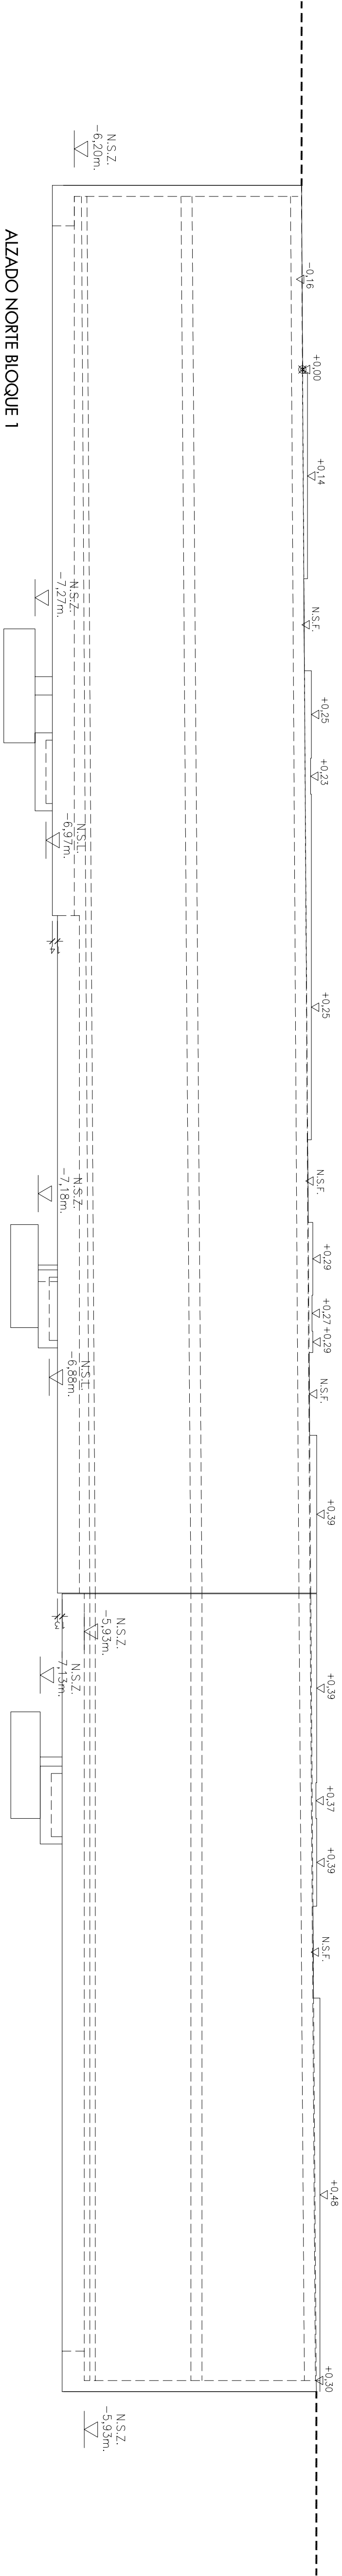 -0,16
+0,00
+0,14
N.S.F.
+0,25
+0,23
+0,25
N.S.F.
+0,29
+0,27
+0,29
N.S.F.
+0,39
+0,39
+0,37
+0,39
N.S.F.
+0,48
+0,30
N.S.Z.
-6,20m.
N.S.Z.
-7,27m.
N.S.L.
-6,97m.
N.S.Z.
-7,18m.
N.S.L.
-6,88m.
N.S.Z.
-5,93m.
N.S.Z.
-7,13m.
N.S.Z.
-5,93m.
ALZADO NORTE BLOQUE 1